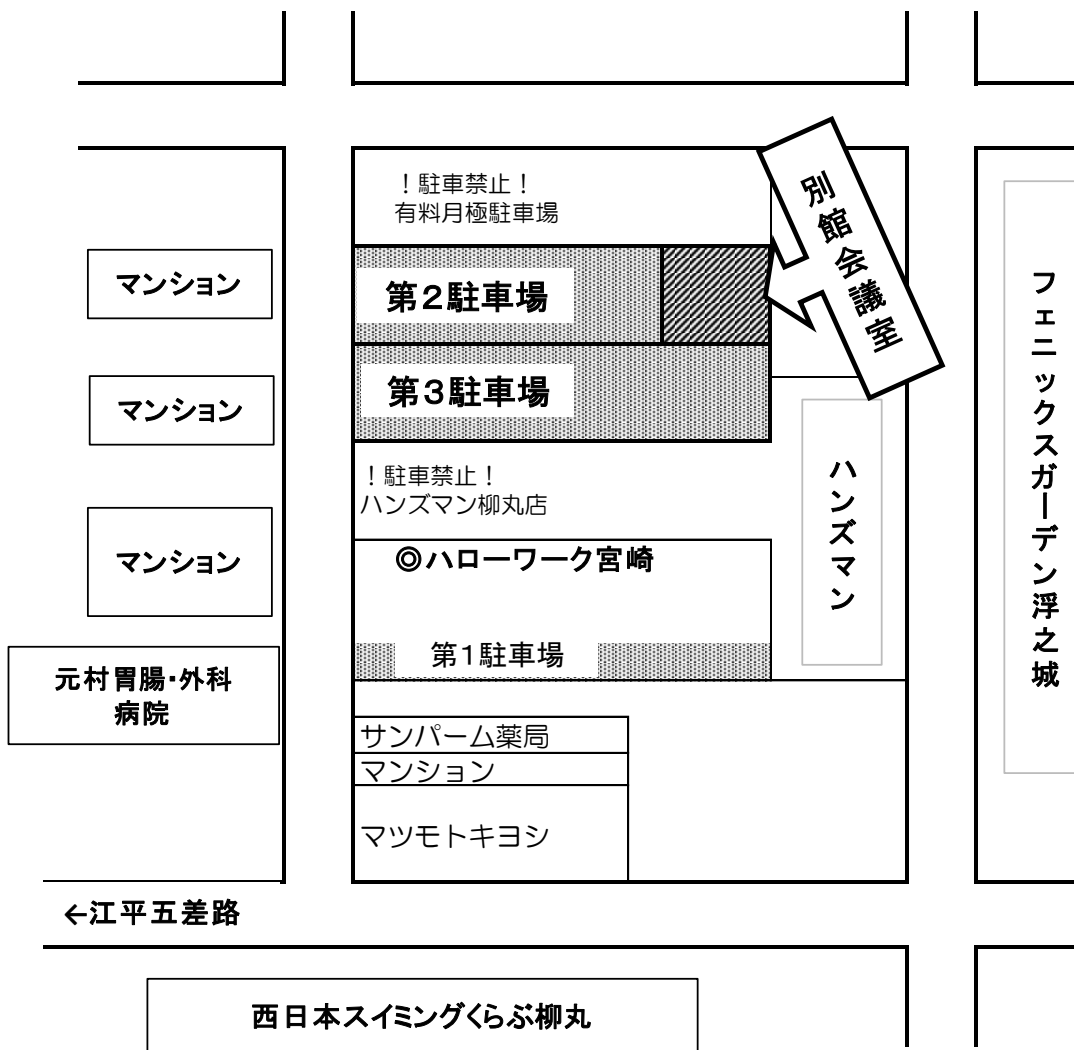 ！駐車禁止！
有料月極駐車場
別館会議室
マンション
第２駐車場
フェニックスガーデン浮之城
マンション
第３駐車場
ハンズマン
！駐車禁止！
ハンズマン柳丸店
マンション
◎ハローワーク宮崎
第１駐車場
元村胃腸・外科
病院
サンパーム薬局
マンション
マツモトキヨシ
←江平五差路
西日本スイミングくらぶ柳丸